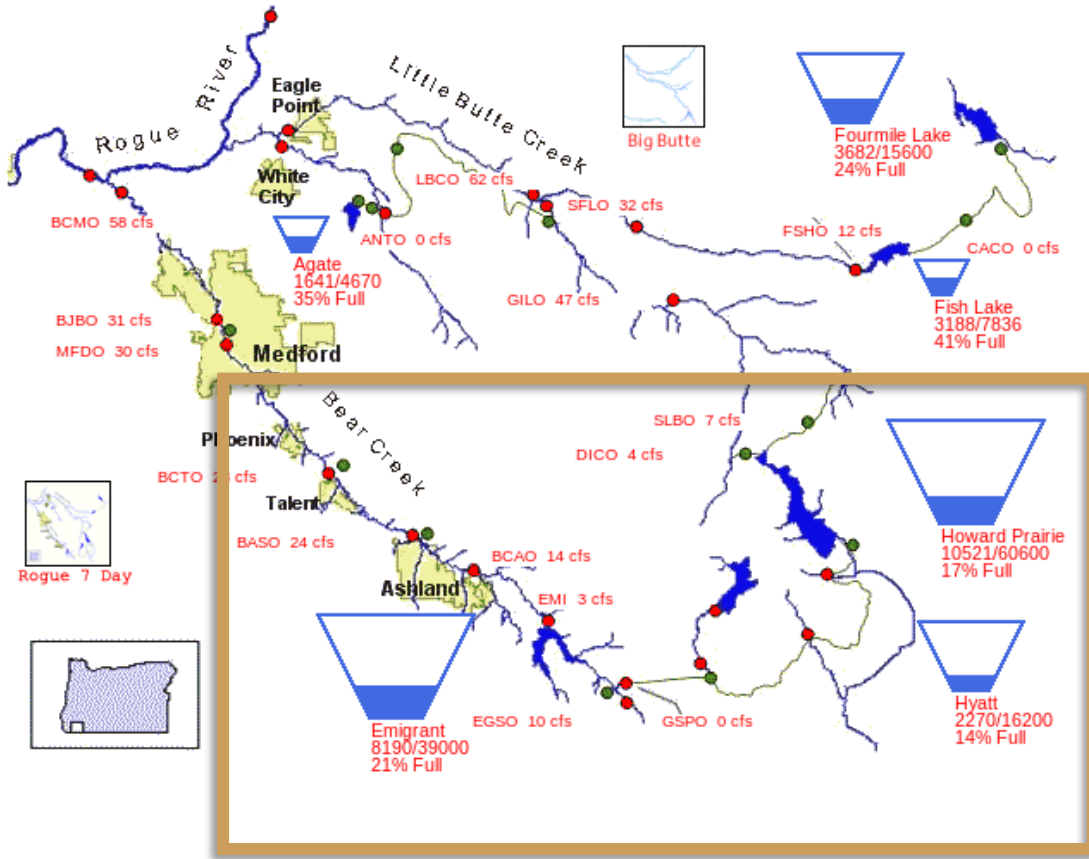 Rogue River
Eagle
Point
Little Butte Creek
Big Butte
Fourmile Lake
3682/15600
24% Full
White
City
LBCO 62 cfs
BCMO 58 cfs
ANTO 0 cfs
SFLO 32 cfs
FSHO 12 cfs
CACO 0 cfs
Agate
1641/4670
35% Full
GILO 47 cfs
Fish Lake
3188/7836
41% Full
BJBO 31 cfs
MFDO 30 cfs
Medford
Bear Creek
SLBO 7 cfs
Phoenix
DICO 4 cfs
BCTO
Talent
Howard Prairie
10521/60600
17% Full
BASO 24 cfs
BCAO 14 cfs
Rogue 7 Day
Ashland
EMI 3 cfs
Hyatt
2270/16200
14% Full
EGSO 10 cfs
GSPO 0 cfs
Emigrant
8190/39000
21% Full